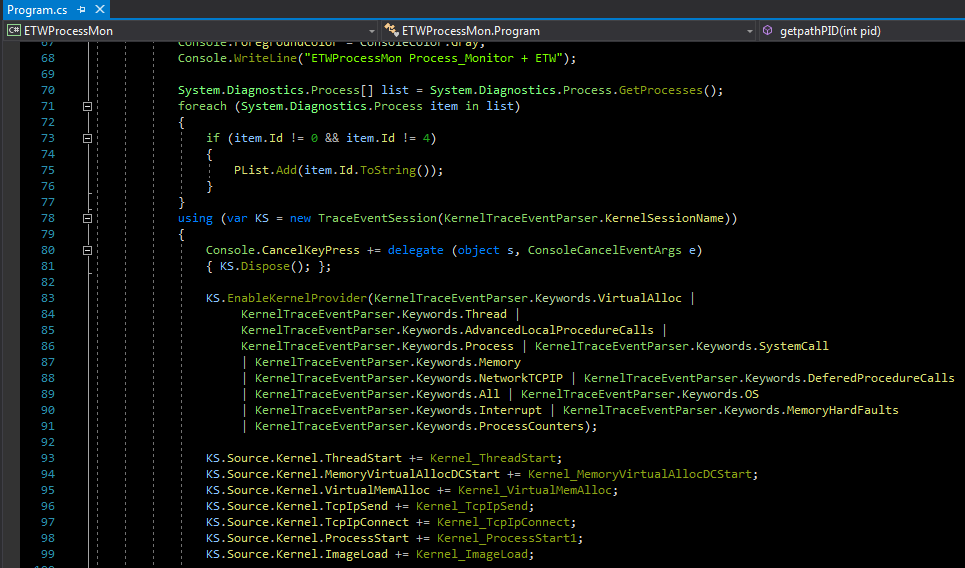 Program.cs
ETWProcessMon
ETWProcessMon.Program
getpathPID(int pid)
67 Console.ForegroundColor = ConsoleColor.Gray;
68 Console.WriteLine("ETWProcessMon Process_Monitor + ETW");
69
70 System.Diagnostics.Process[] list = System.Diagnostics.Process.GetProcesses();
71 foreach (System.Diagnostics.Process item in list)
72 {
73 if (item.Id != 0 && item.Id != 4)
74 {
75 PList.Add(item.Id.ToString());
76 }
77 }
78 using (var KS = new TraceEventSession(KernelTraceEventParser.KernelSessionName))
79 {
80 Console.CancelKeyPress += delegate (object s, ConsoleCancelEventArgs e)
81 { KS.Dispose(); };
82
83 KS.EnableKernelProvider(KernelTraceEventParser.Keywords.VirtualAlloc |
84 KernelTraceEventParser.Keywords.Thread |
85 KernelTraceEventParser.Keywords.AdvancedLocalProcedureCalls |
86 KernelTraceEventParser.Keywords.Process | KernelTraceEventParser.Keywords.SystemCall
87 | KernelTraceEventParser.Keywords.Memory
88 | KernelTraceEventParser.Keywords.NetworkTCPIP | KernelTraceEventParser.Keywords.DeferedProcedureCalls
89 | KernelTraceEventParser.Keywords.All | KernelTraceEventParser.Keywords.OS
90 | KernelTraceEventParser.Keywords.Interrupt | KernelTraceEventParser.Keywords.MemoryHardFaults
91 | KernelTraceEventParser.Keywords.ProcessCounters);
92
93 KS.Source.Kernel.ThreadStart += Kernel_ThreadStart;
94 KS.Source.Kernel.MemoryVirtualAllocDCStart += Kernel_MemoryVirtualAllocDCStart;
95 KS.Source.Kernel.VirtualMemAlloc += Kernel_VirtualMemAlloc;
96 KS.Source.Kernel.TcpIpSend += Kernel_TcpIpSend;
97 KS.Source.Kernel.TcpIpConnect += Kernel_TcpIpConnect;
98 KS.Source.Kernel.ProcessStart += Kernel_ProcessStart1;
99 KS.Source.Kernel.ImageLoad += Kernel_ImageLoad;